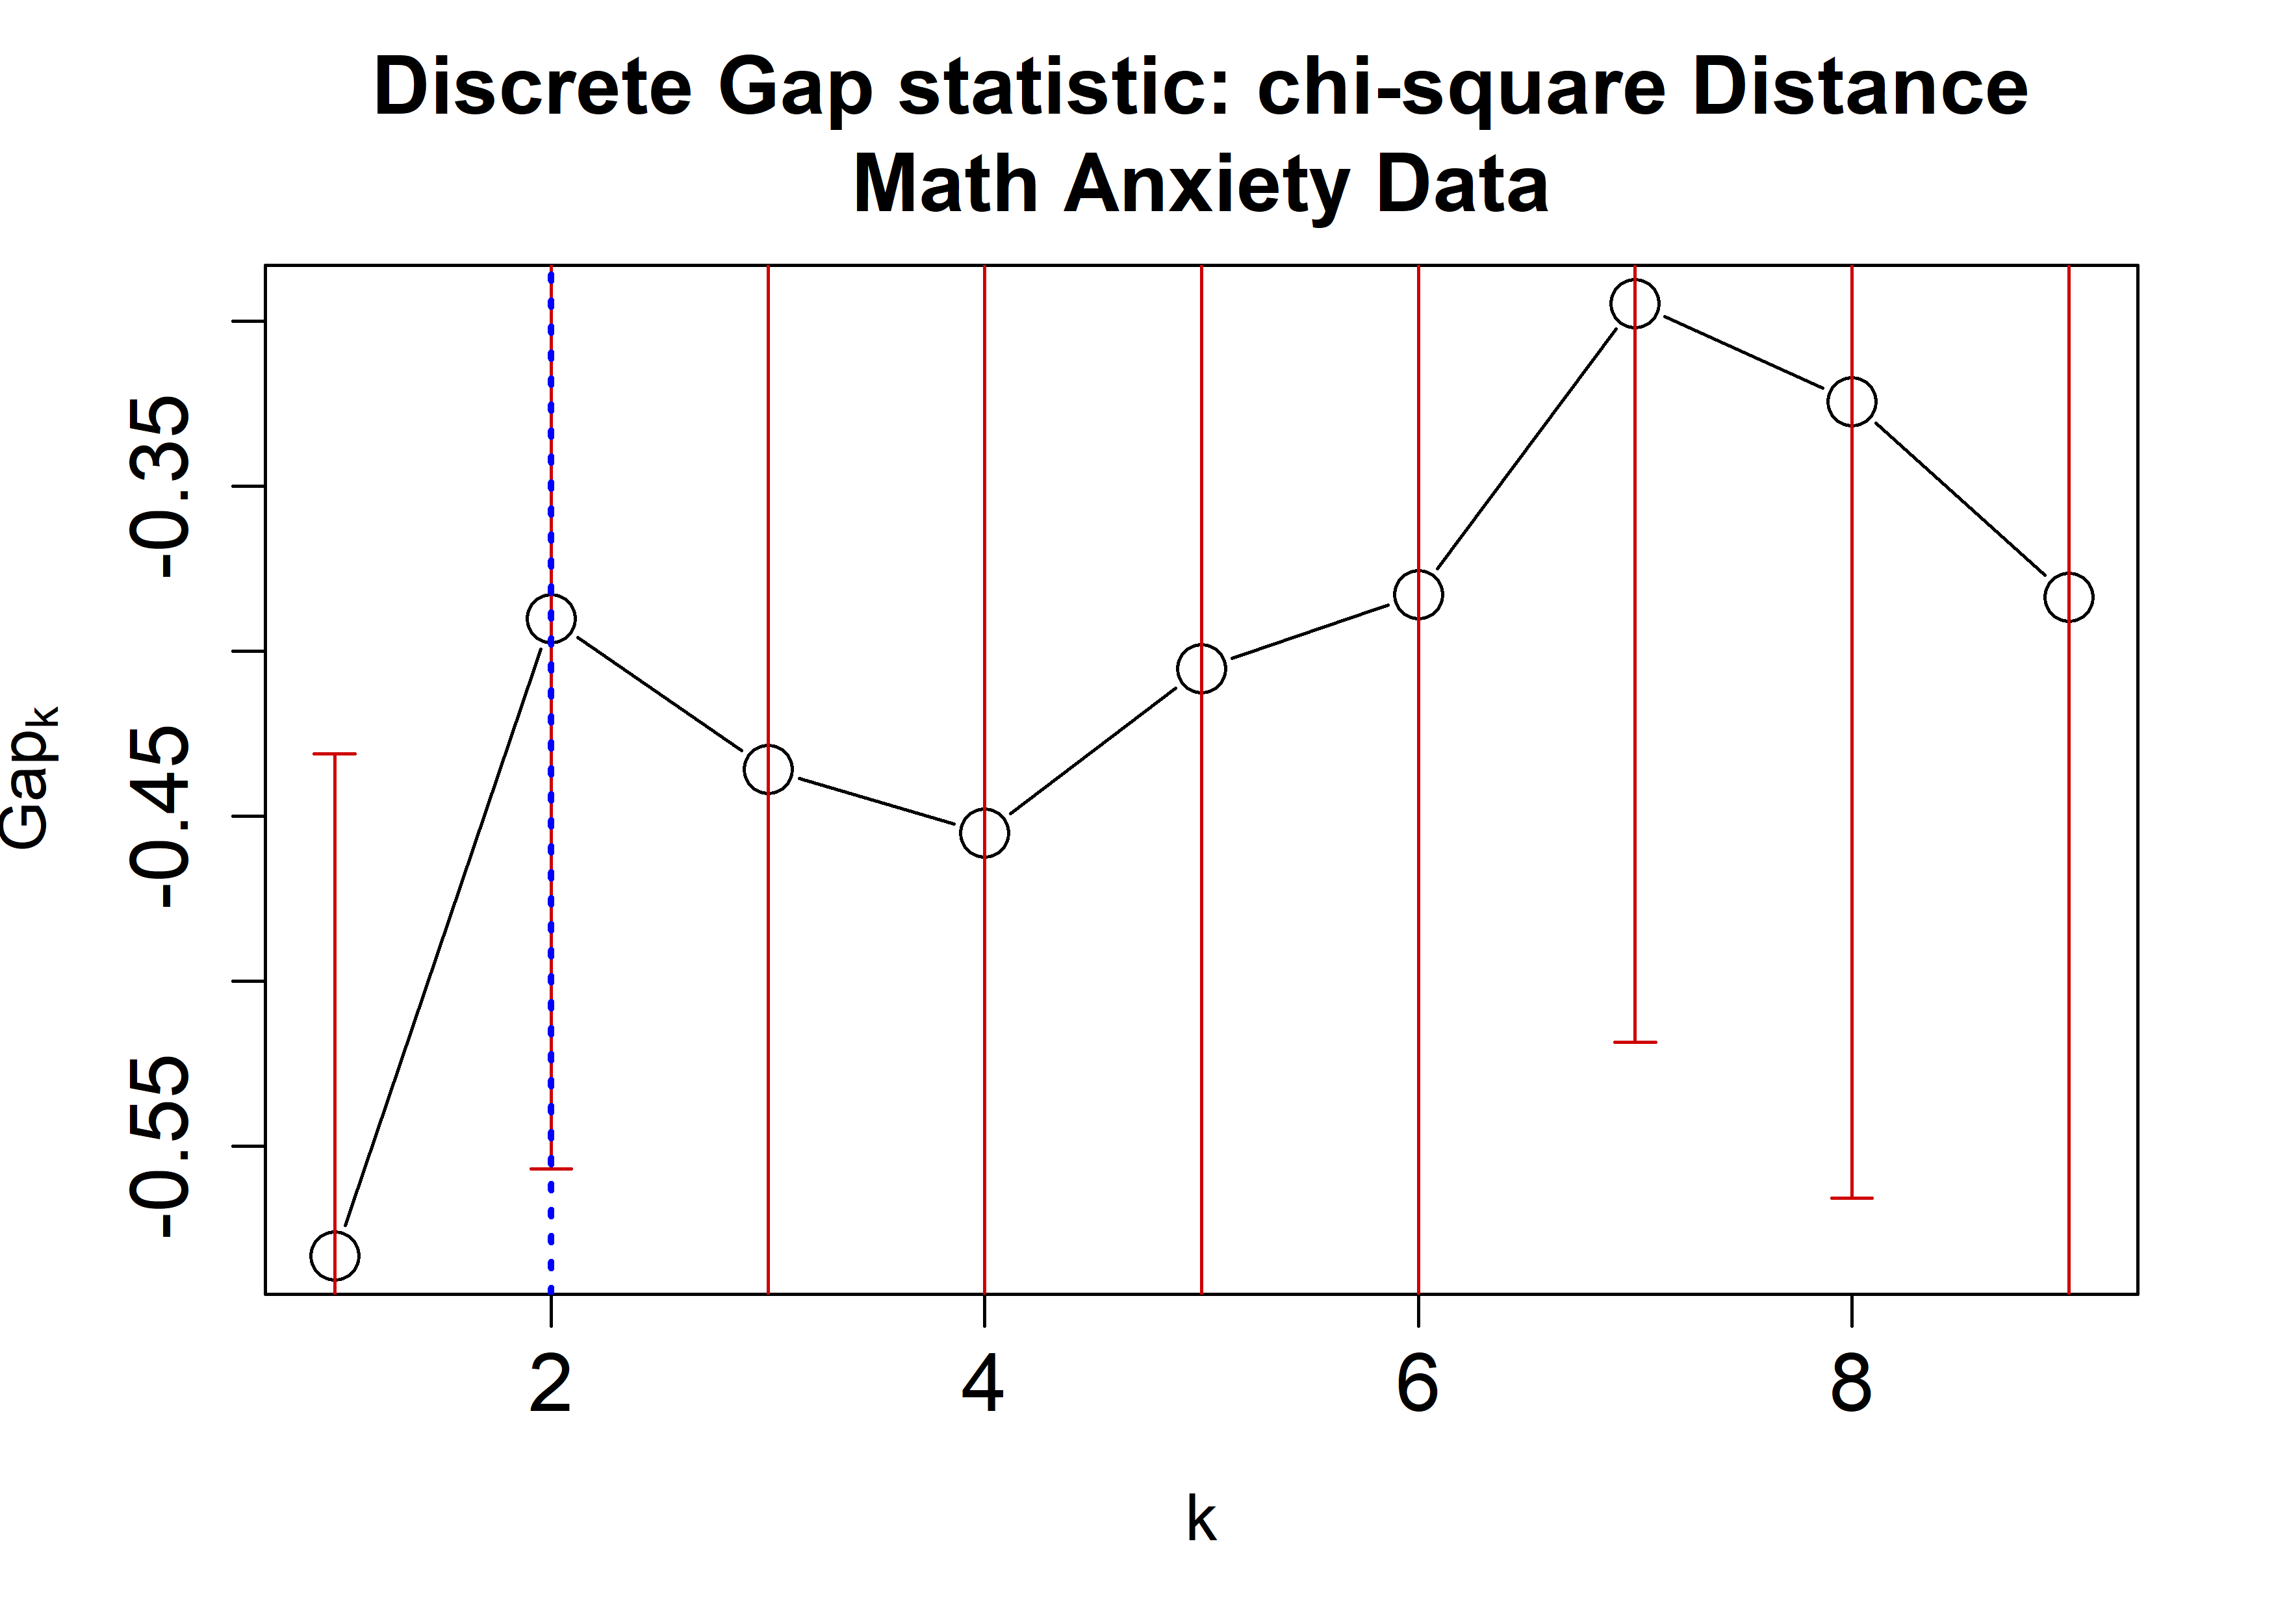 Discrete Gap statistic: chi-square Distance
Math Anxiety Data
-0.35
-0.45
-0.55
Gapk
2 4 6 8
k